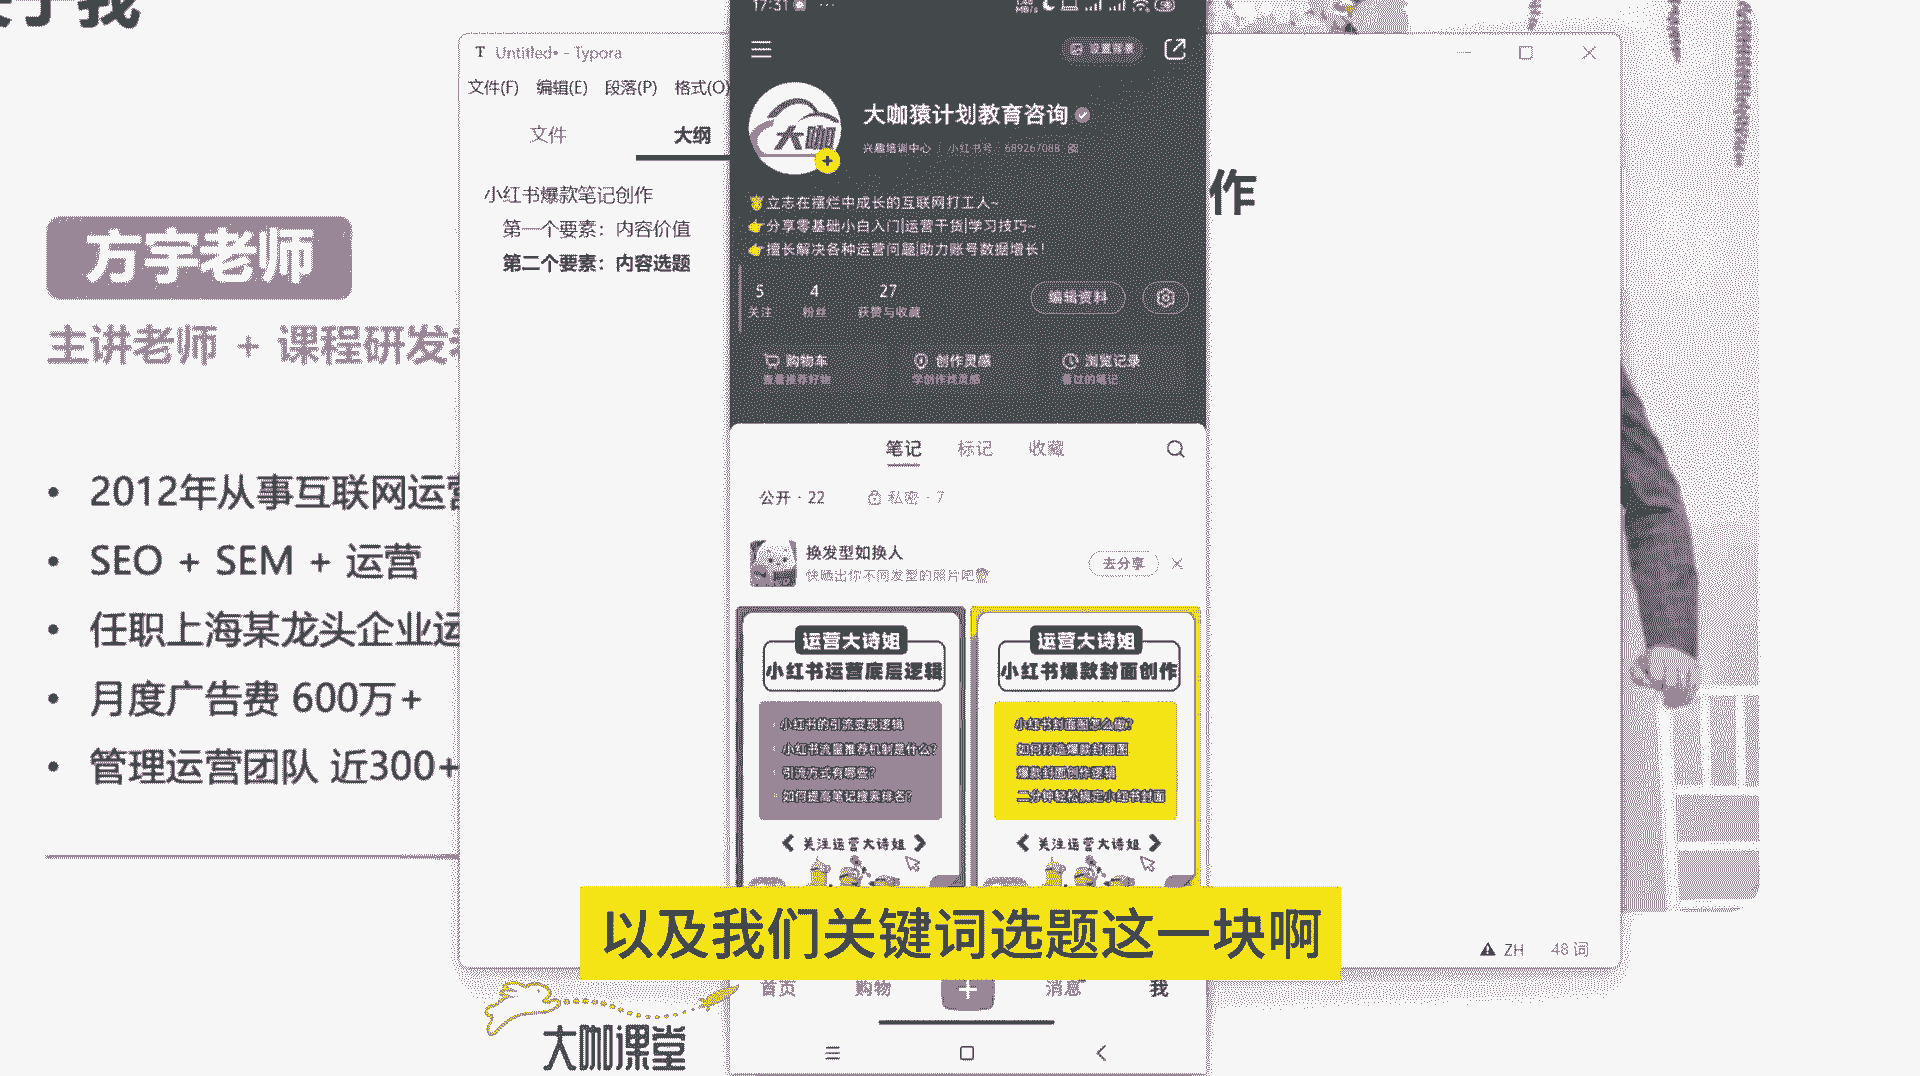 于我
方宇老师
主讲老师 + 课程研发
2012年从事互联网运营
SEO + SEM + 运营
任职上海某龙头企业运
月度广告费 600万+
管理运营团队 近300+
Untitled• - Typora
文件(F) 编辑(E) 段落(P) 格式(O)
文件 大纲
小红书爆款笔记创作
第一个要素：内容价值
第二个要素：内容选题
作
17:31
设置背景
大咖
大咖猿计划教育咨询
兴趣培训中心 小红书号：689267088
立志在摆烂中成长的互联网打工人~
分享零基础小白入门|运营干货|学习技巧~
擅长解决各种运营问题|助力账号数据增长！
5 4 27
关注 粉丝 获赞与收藏
编辑资料
购物车 创作灵感 浏览记录
查看推荐好物 学创作找灵感 看过的笔记
笔记 标记 收藏
公开 · 22 私密 · 7
换发型如换人
快晒出你不同发型的照片吧
去分享
运营大诗姐
小红书运营底层逻辑
小红书的引流变现逻辑
小红书流量推荐机制是什么？
引流方式有哪些？
如何提高笔记搜索排名？
关注运营大诗姐
运营大诗姐
小红书爆款封面创作
小红书封面图怎么做？
如何打造爆款封面图
爆款封面创作逻辑
二分钟轻松搞定小红书封面
关注运营大诗姐
以及我们关键词选题这一块啊
首页 购物 消息 我
ZH 48 词
大咖课堂